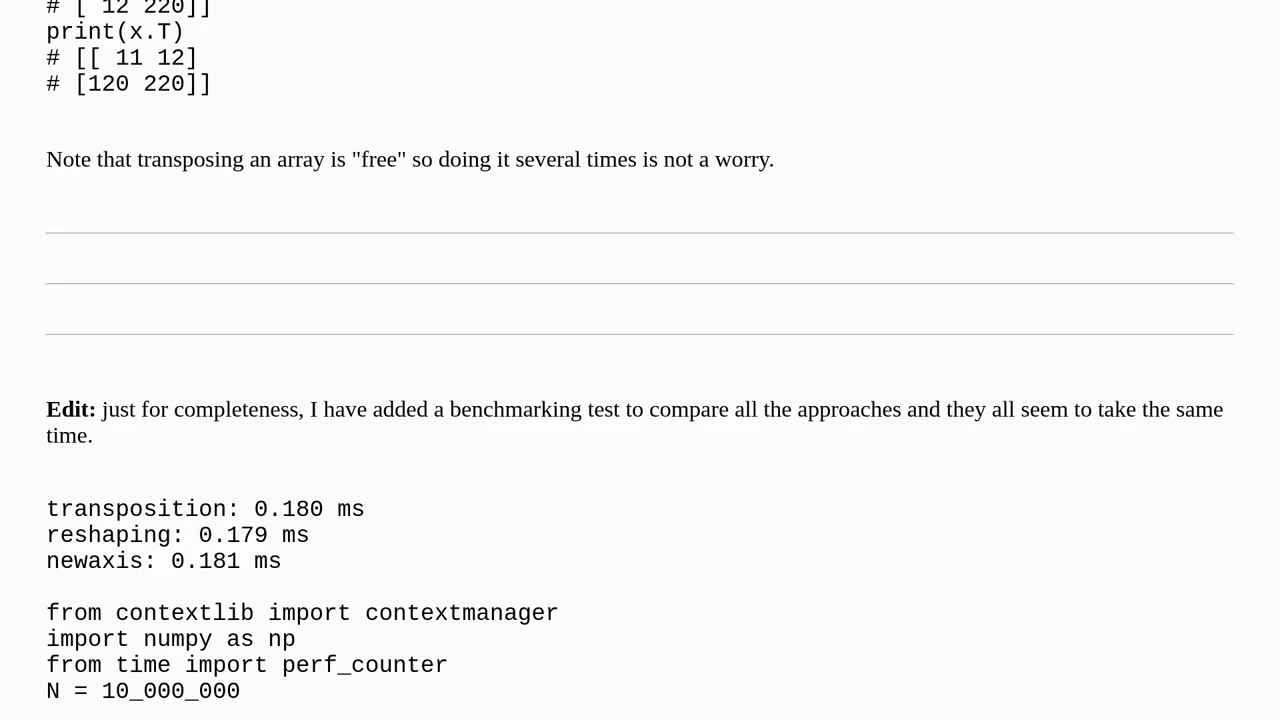 # [ 12 220]]
print(x.T)
# [[ 11 12]
# [120 220]]
Note that transposing an array is "free" so doing it several times is not a worry.
Edit: just for completeness, I have added a benchmarking test to compare all the approaches and they all seem to take the same
time.
transposition: 0.180 ms
reshaping: 0.179 ms
newaxis: 0.181 ms
from contextlib import contextmanager
import numpy as np
from time import perf_counter
N = 10_000_000